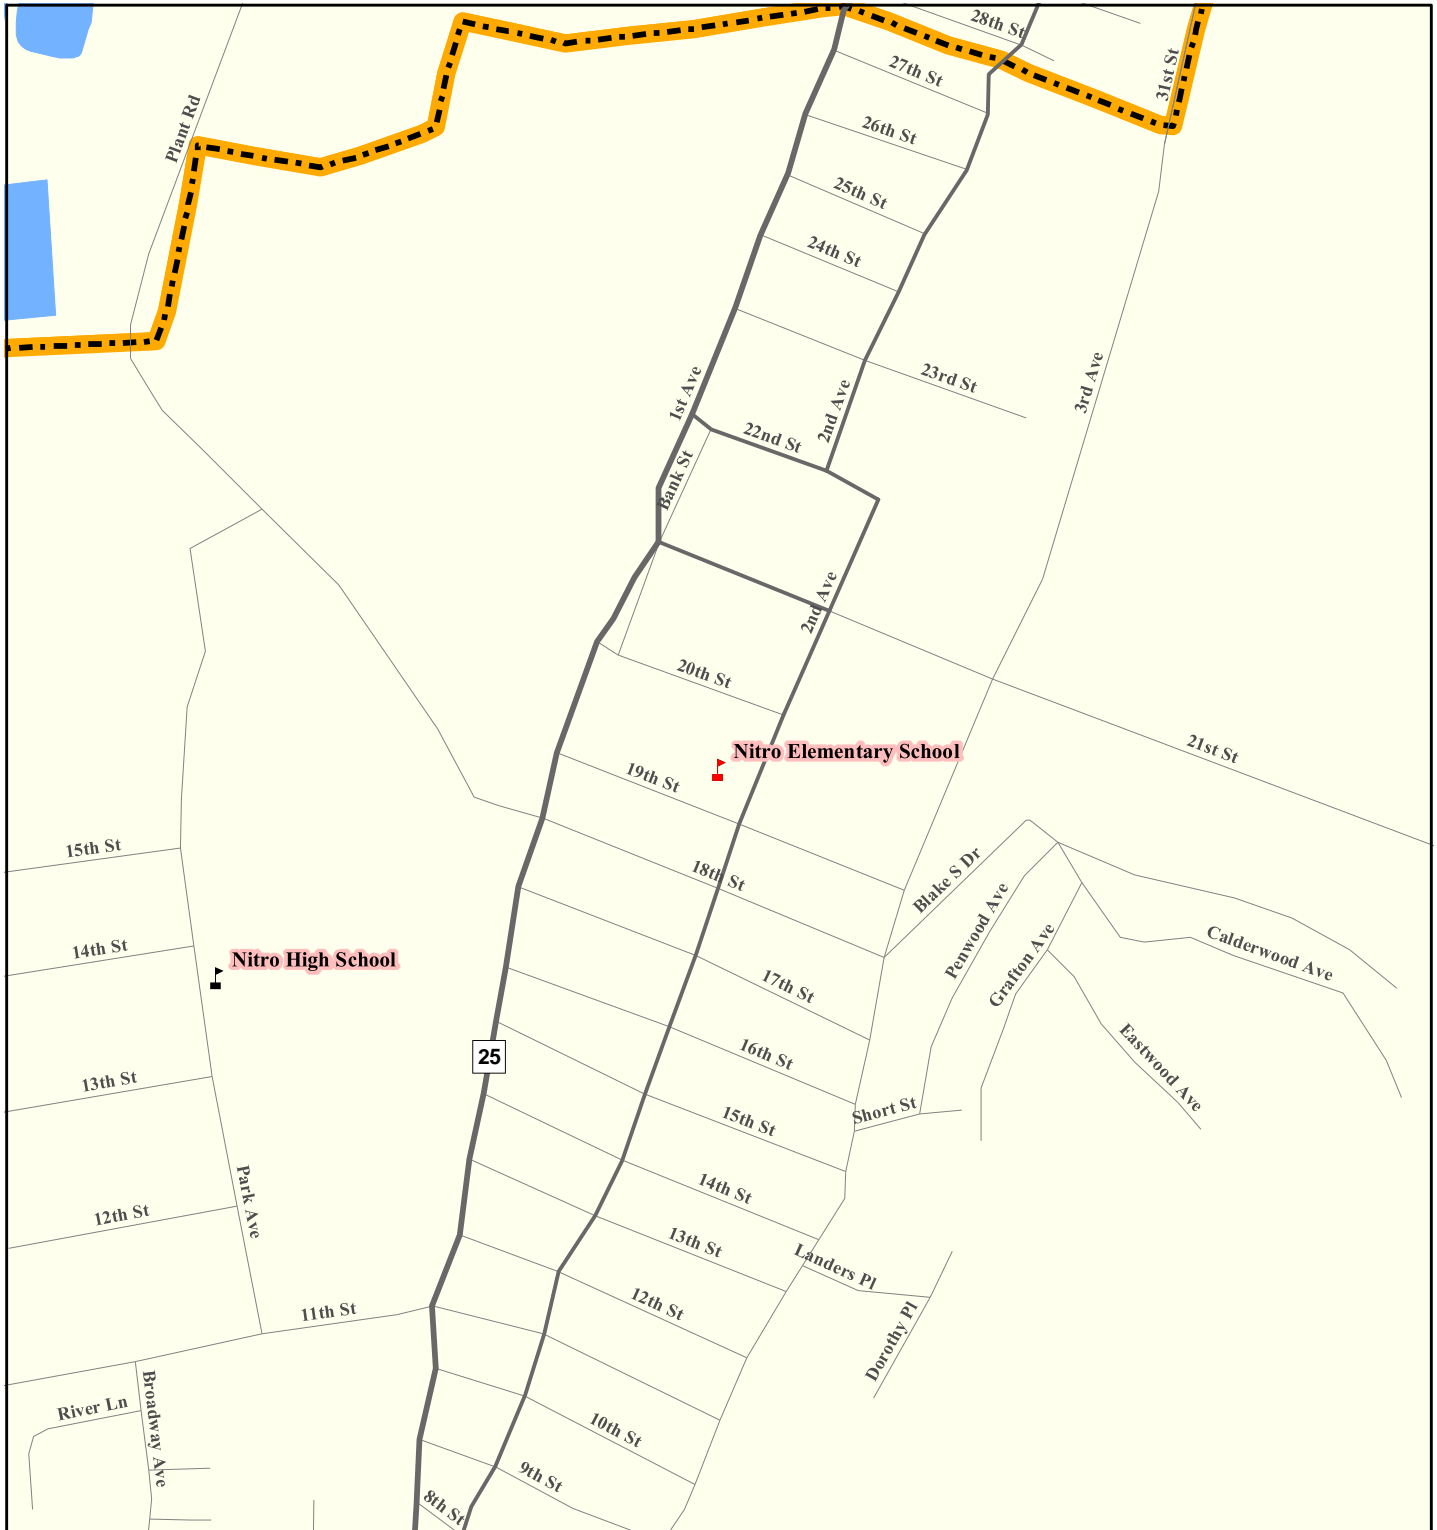 28th St
27th St
31st St
Plant Rd
26th St
25th St
24th St
23rd St
3rd Ave
1st Ave
2nd Ave
22nd St
Bank St
2nd Ave
20th St
Nitro Elementary School
21st St
19th St
15th St
18th St
Blake S Dr
Penwood Ave
14th St
Nitro High School
Grafton Ave
Calderwood Ave
17th St
25
16th St
Eastwood Ave
13th St
Short St
15th St
Park Ave
14th St
12th St
13th St
Landers Pl
11th St
12th St
Dorothy Pl
River Ln
Broadway Ave
10th St
9th St
8th St